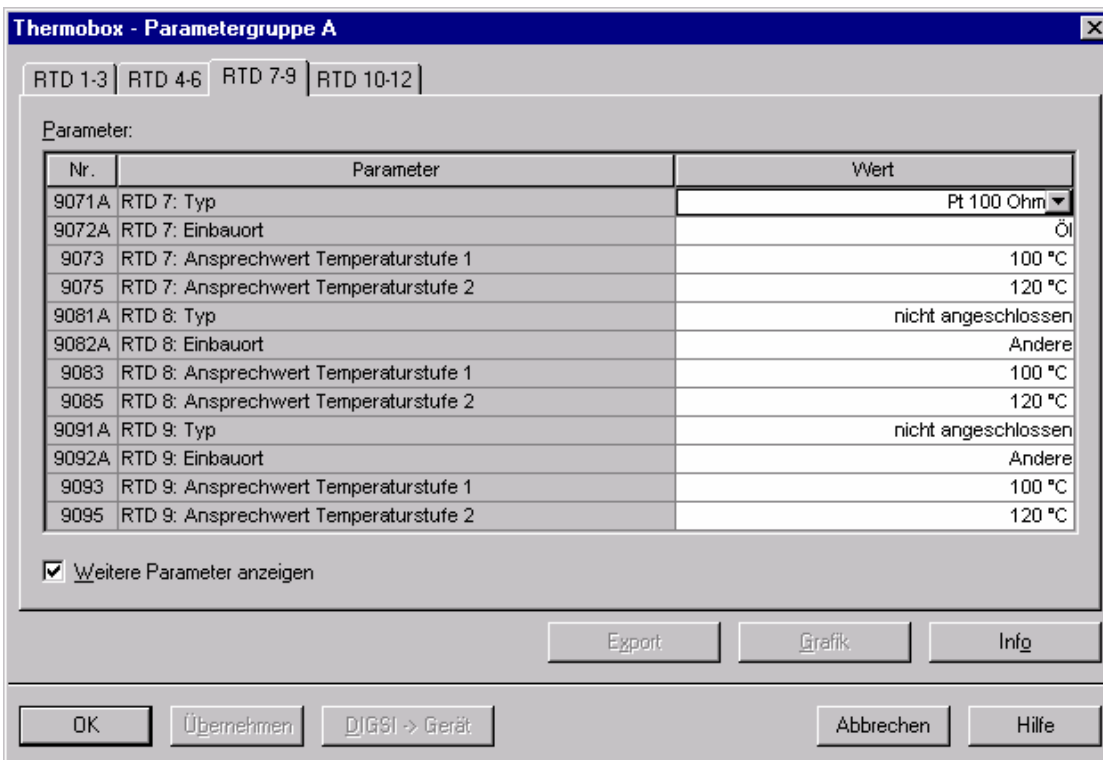 Thermobox - Parametergruppe A
RTD 1-3 RTD 4-6 RTD 7-9 RTD 10-12
Parameter:
Nr. Parameter Wert
9071A RTD 7: Typ Pt 100 Ohm
9072A RTD 7: Einbauort Öl
9073 RTD 7: Ansprechwert Temperaturstufe 1 100 °C
9075 RTD 7: Ansprechwert Temperaturstufe 2 120 °C
9081A RTD 8: Typ nicht angeschlossen
9082A RTD 8: Einbauort Andere
9083 RTD 8: Ansprechwert Temperaturstufe 1 100 °C
9085 RTD 8: Ansprechwert Temperaturstufe 2 120 °C
9091A RTD 9: Typ nicht angeschlossen
9092A RTD 9: Einbauort Andere
9093 RTD 9: Ansprechwert Temperaturstufe 1 100 °C
9095 RTD 9: Ansprechwert Temperaturstufe 2 120 °C
Weitere Parameter anzeigen
Export Grafik Info
OK Übernehmen DIGSI -> Gerät Abbrechen Hilfe